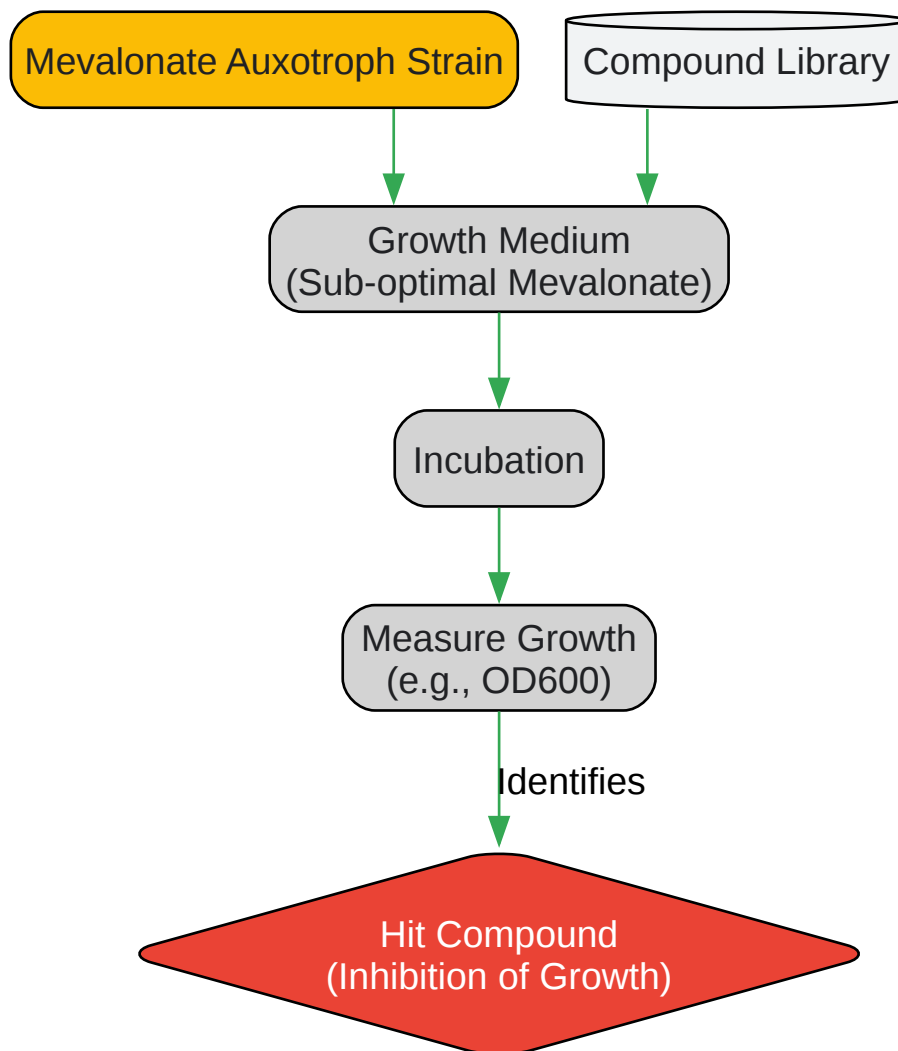 Mevalonate Auxotroph Strain
Compound Library
Growth Medium
(Sub-optimal Mevalonate)
Incubation
Measure Growth
(e.g., OD600)
Identifies
Hit Compound
(Inhibition of Growth)